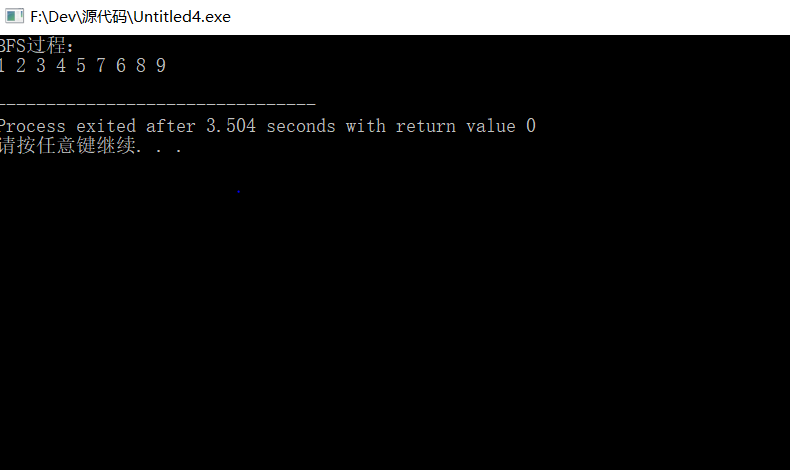 F:\Dev\源代码\Untitled4.exe
BFS过程：
1 2 3 4 5 7 6 8 9
--------------------------------
Process exited after 3.504 seconds with return value 0
请按任意键继续. . .